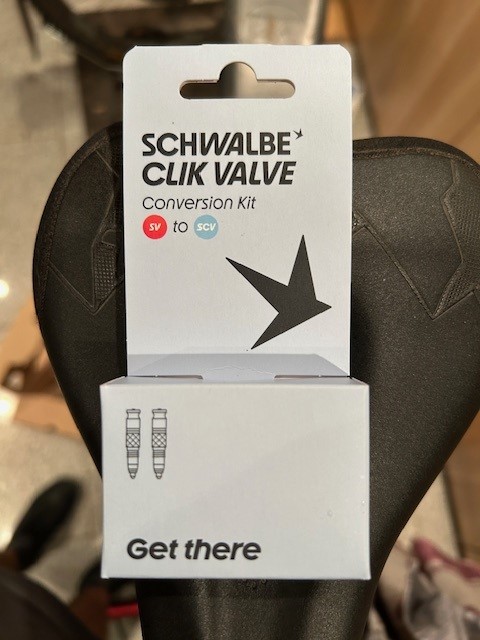 SCHWALBE
CLIK VALVE
Conversion Kit
SV to SCV
Get there